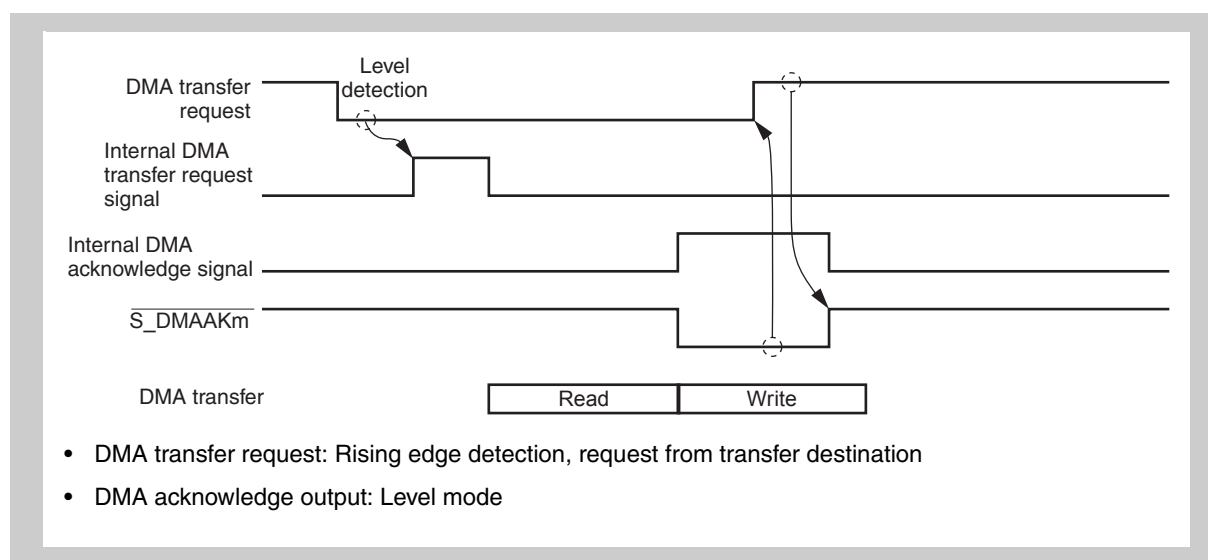 Level
detection
DMA transfer
request
Internal DMA
transfer request
signal
Internal DMA
acknowledge signal
S_DMAAKm
DMA transfer
Read
Write
• DMA transfer request: Rising edge detection, request from transfer destination
• DMA acknowledge output: Level mode